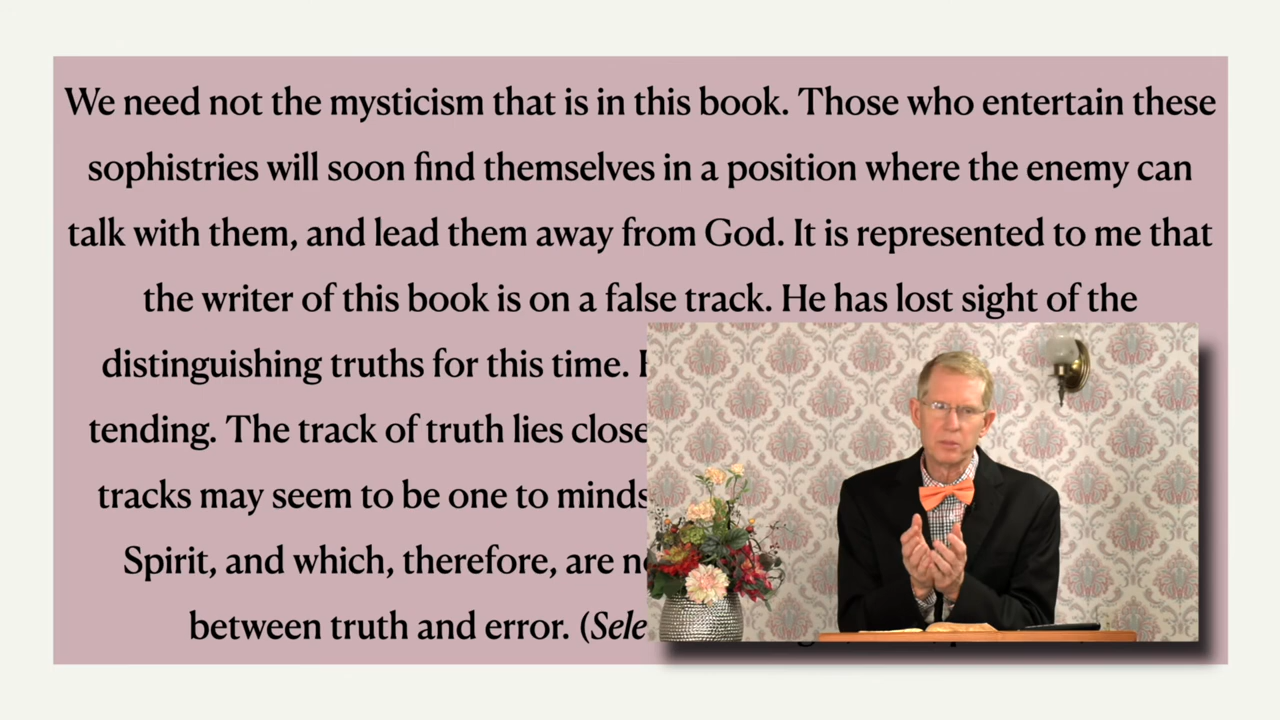 We need not the mysticism that is in this book. Those who entertain these
sophistries will soon find themselves in a position where the enemy can
talk with them, and lead them away from God. It is represented to me that
the writer of this book is on a false track. He has lost sight of the
distinguishing truths for this time.
tending. The track of truth lies close
tracks may seem to be one to minds
Spirit, and which, therefore, are
between truth and error. (